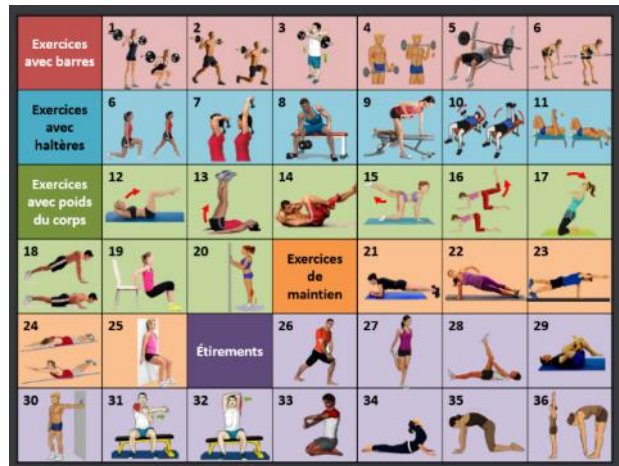 Exercices
avec barres
1 2 3 4 5 6
Exercices
avec
haltères
6 7 8 9 10 11
Exercices
avec poids
du corps
12 13 14 15 16 17
18 19 20
Exercices
de
maintien
21 22 23
24 25
Étirements
26 27 28 29
30 31 32 33 34 35 36